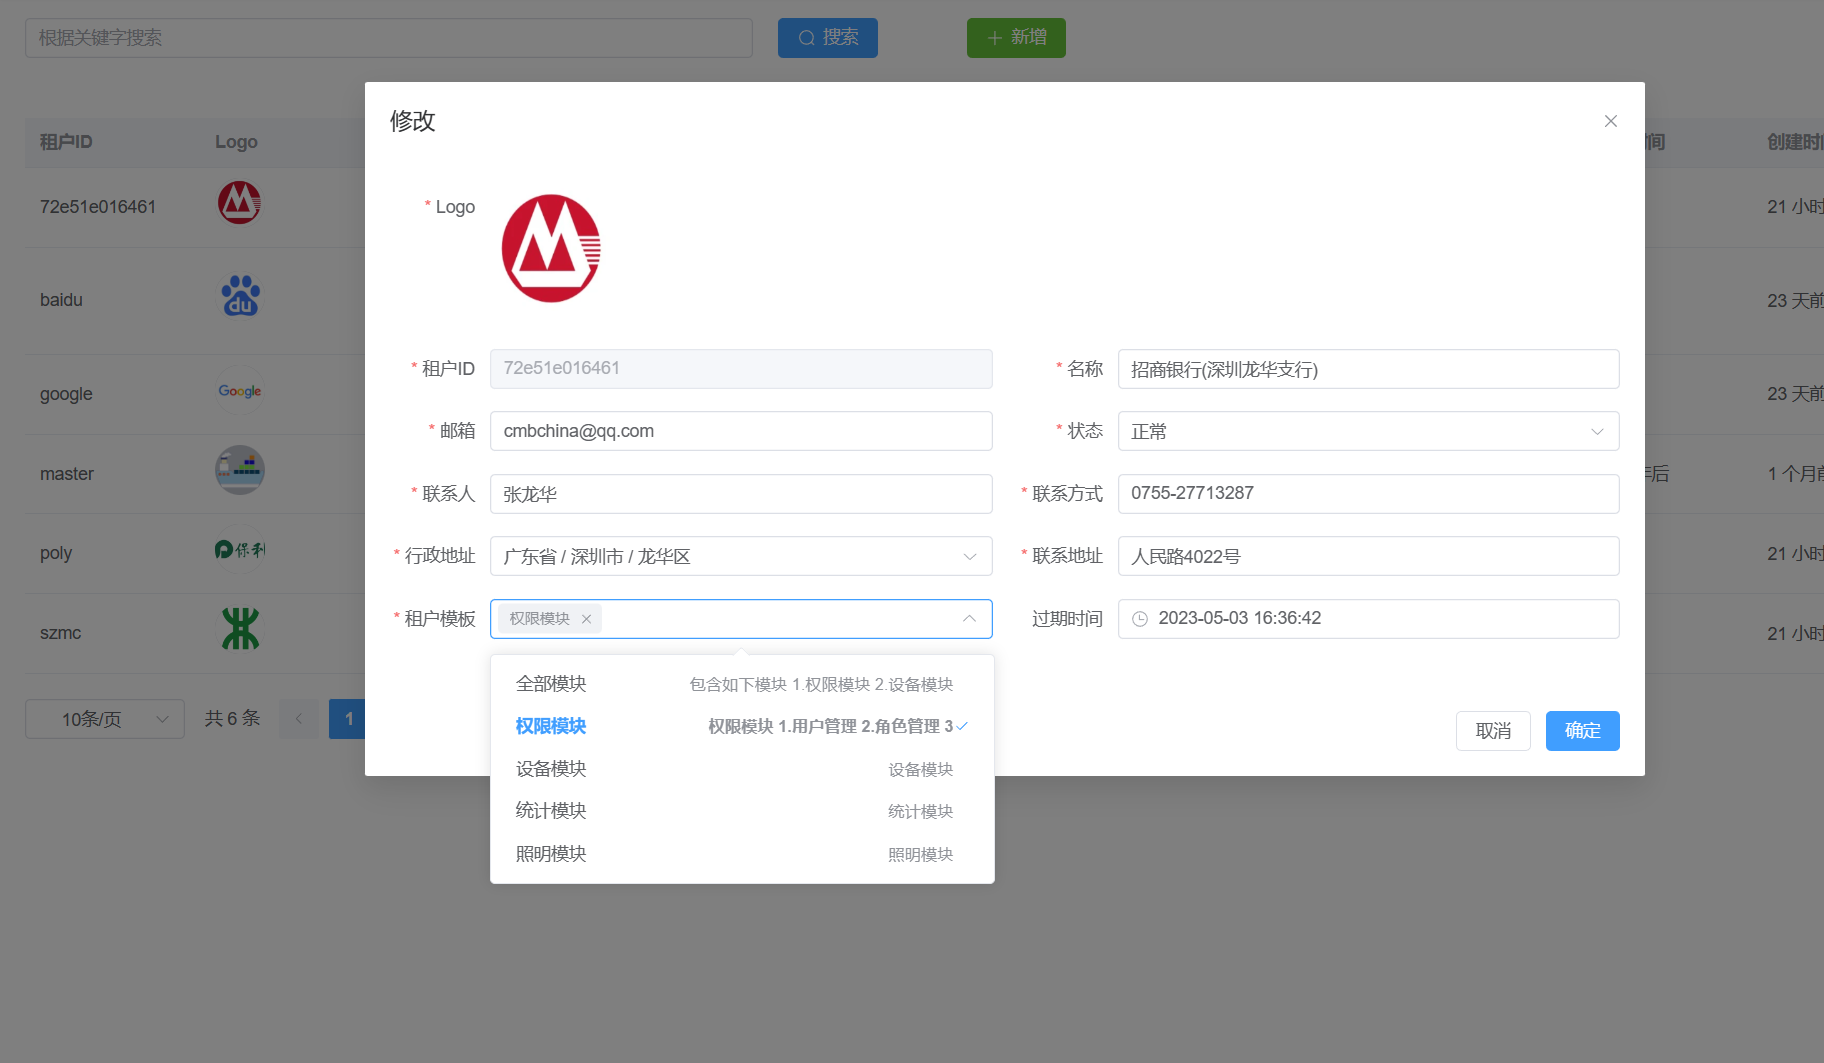 根据关键字搜索
搜索
新增
修改
租户ID
Logo
间
创建时间
* Logo
72e51e016461
21 小时
baidu
du
23 天前
* 租户ID
72e51e016461
* 名称
招商银行(深圳龙华支行)
google
Google
23 天前
* 邮箱
cmbchina@qq.com
* 状态
正常
master
年后
1 个月前
* 联系人
张龙华
* 联系方式
0755-27713287
poly
保利
21 小时
* 行政地址
广东省 / 深圳市 / 龙华区
* 联系地址
人民路4022号
szmc
21 小时
* 租户模板
权限模块
过期时间
2023-05-03 16:36:42
全部模块
包含如下模块 1.权限模块 2.设备模块
权限模块
权限模块 1.用户管理 2.角色管理 3
设备模块
设备模块
统计模块
统计模块
照明模块
照明模块
10条/页
共 6 条
1
取消
确定